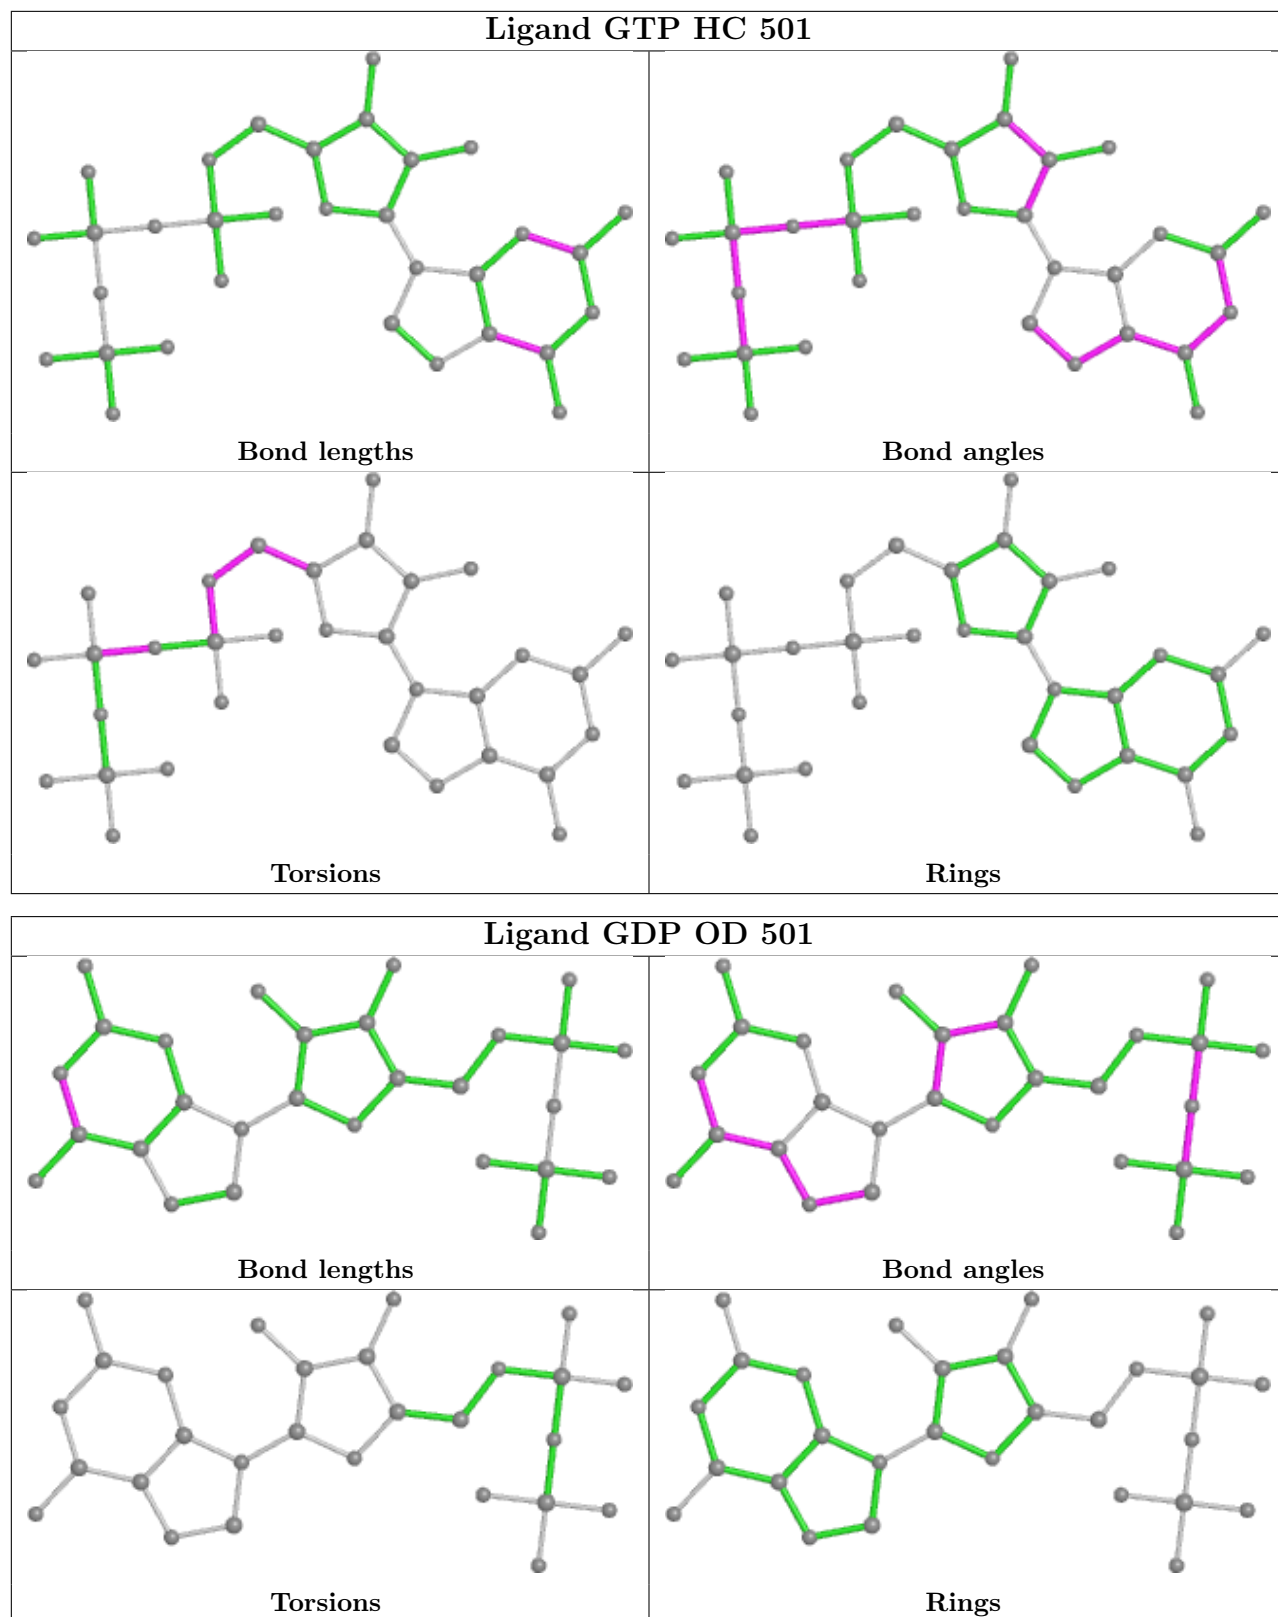 Ligand GTP HC 501
Bond lengths
Bond angles
Torsions
Rings
Ligand GDP OD 501
Bond lengths
Bond angles
Torsions
Rings